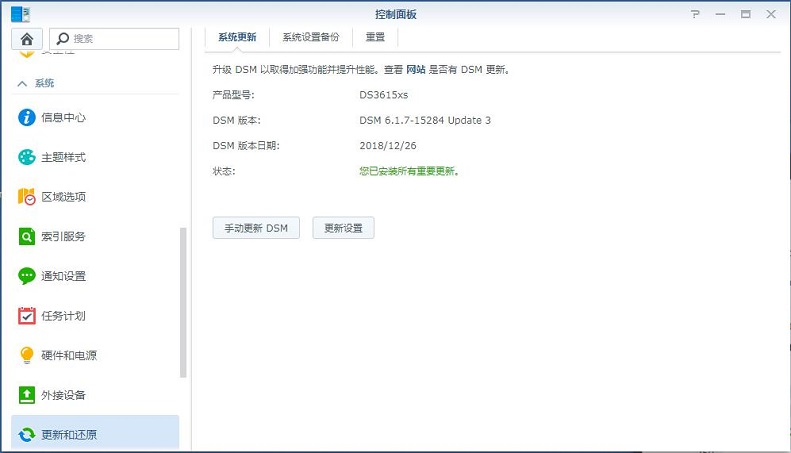 控制面板
搜索
系统更新
系统设置备份
重置
安全性
系统
信息中心
主题样式
区域选项
索引服务
通知设置
任务计划
硬件和电源
外接设备
更新和还原
升级 DSM 以取得加强功能并提升性能。查看 网站 是否有 DSM 更新。
产品型号: DS3615xs
DSM 版本: DSM 6.1.7-15284 Update 3
DSM 版本日期: 2018/12/26
状态: 您已安装所有重要更新。
手动更新 DSM
更新设置